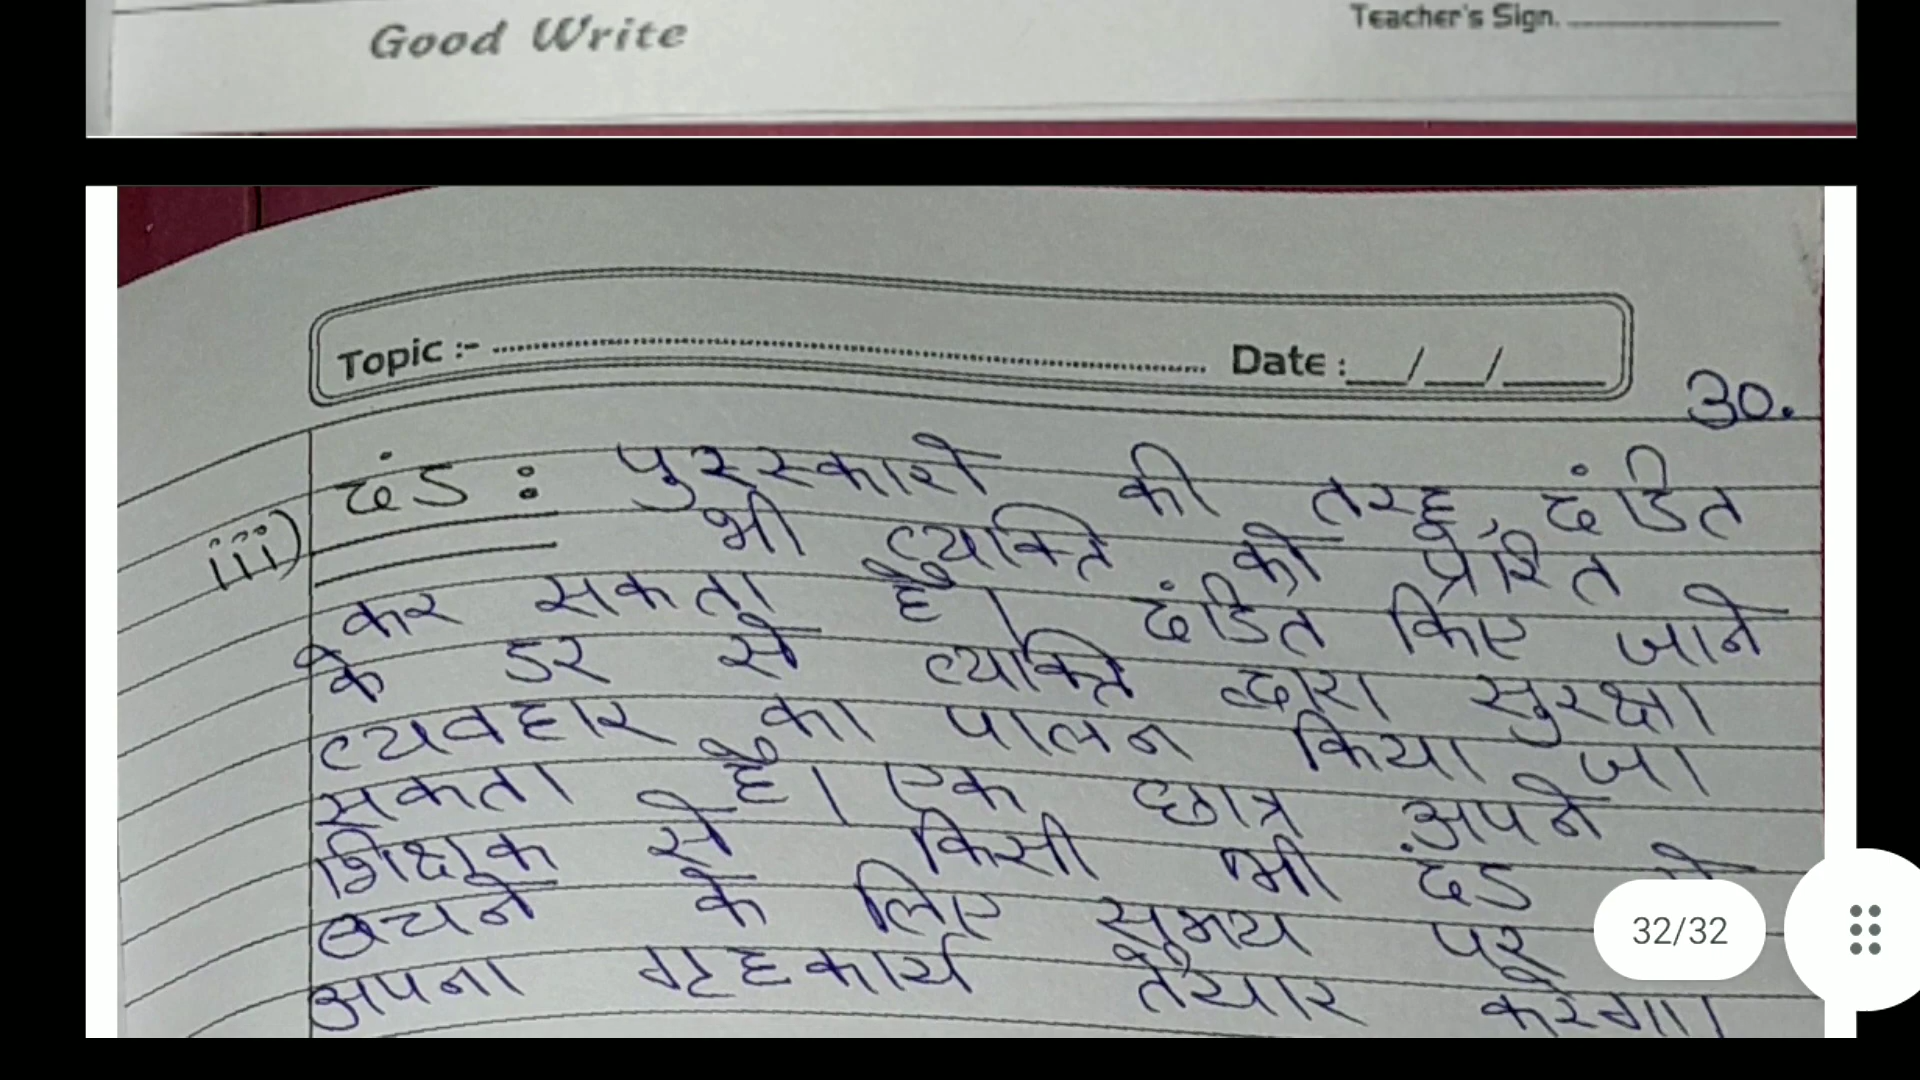 Good Write
Teacher's Sign.
Topic :- Date : / /
30.
iii) दंड : पुरस्कारो की तरह, दंडित
भी व्यक्ति को प्रेरित
कर सकता है। दंडित किए जाने
के डर से व्यक्ति द्वारा सुरक्षा
व्यवहार का पालन किया जा
सकता है। एक छात्र अपने
शिक्षक से किसी भी दंड
बचने के लिए समय पर
अपना गृहकार्य तैयार करेगा।
32/32